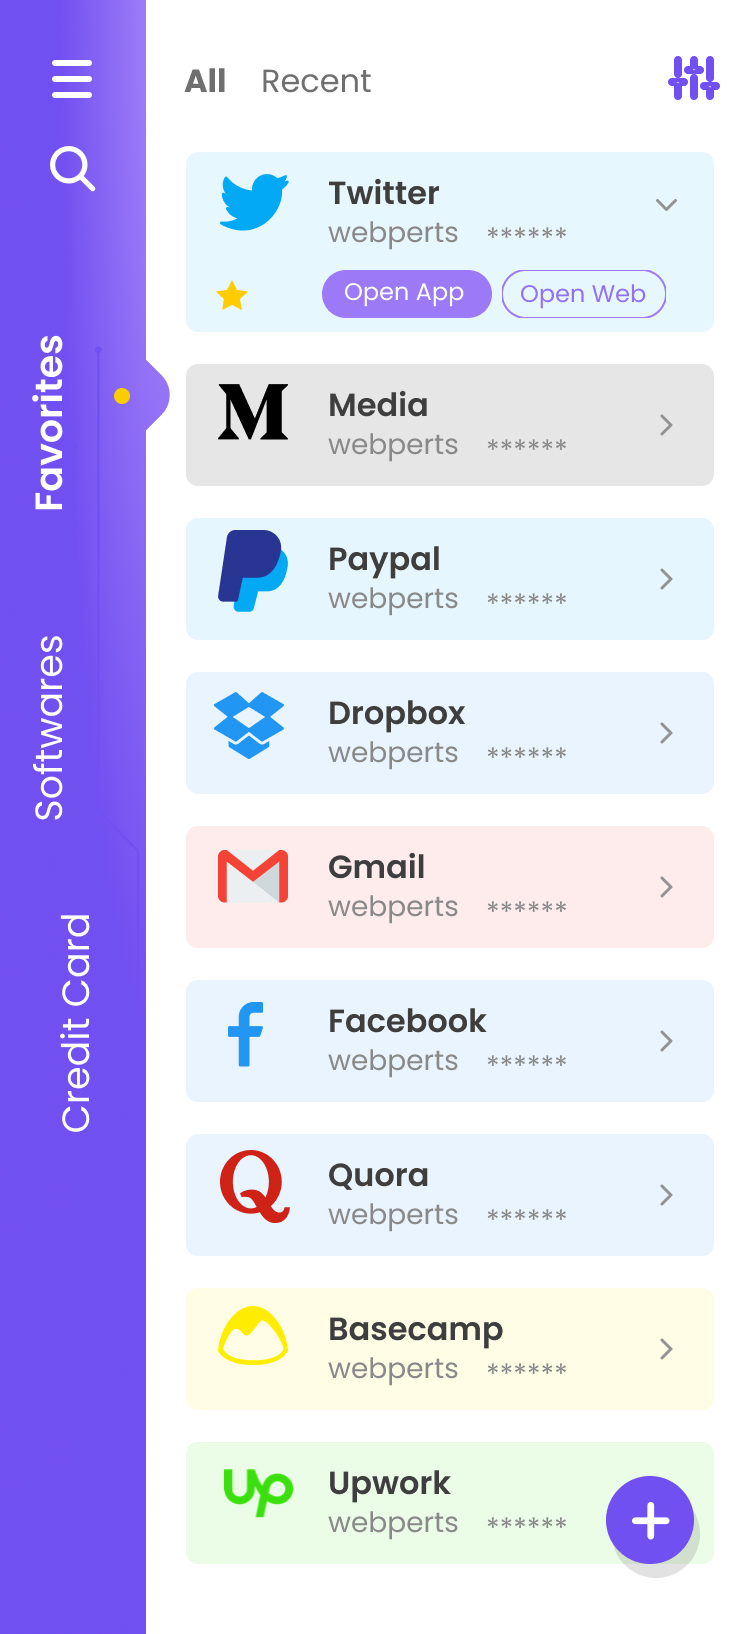 All Recent
Favorites
Softwares
Credit Card
Twitter
webperts ******
Open App Open Web
M Media
webperts ******
Paypal
webperts ******
Dropbox
webperts ******
Gmail
webperts ******
Facebook
webperts ******
Quora
webperts ******
Basecamp
webperts ******
up Upwork
webperts ******